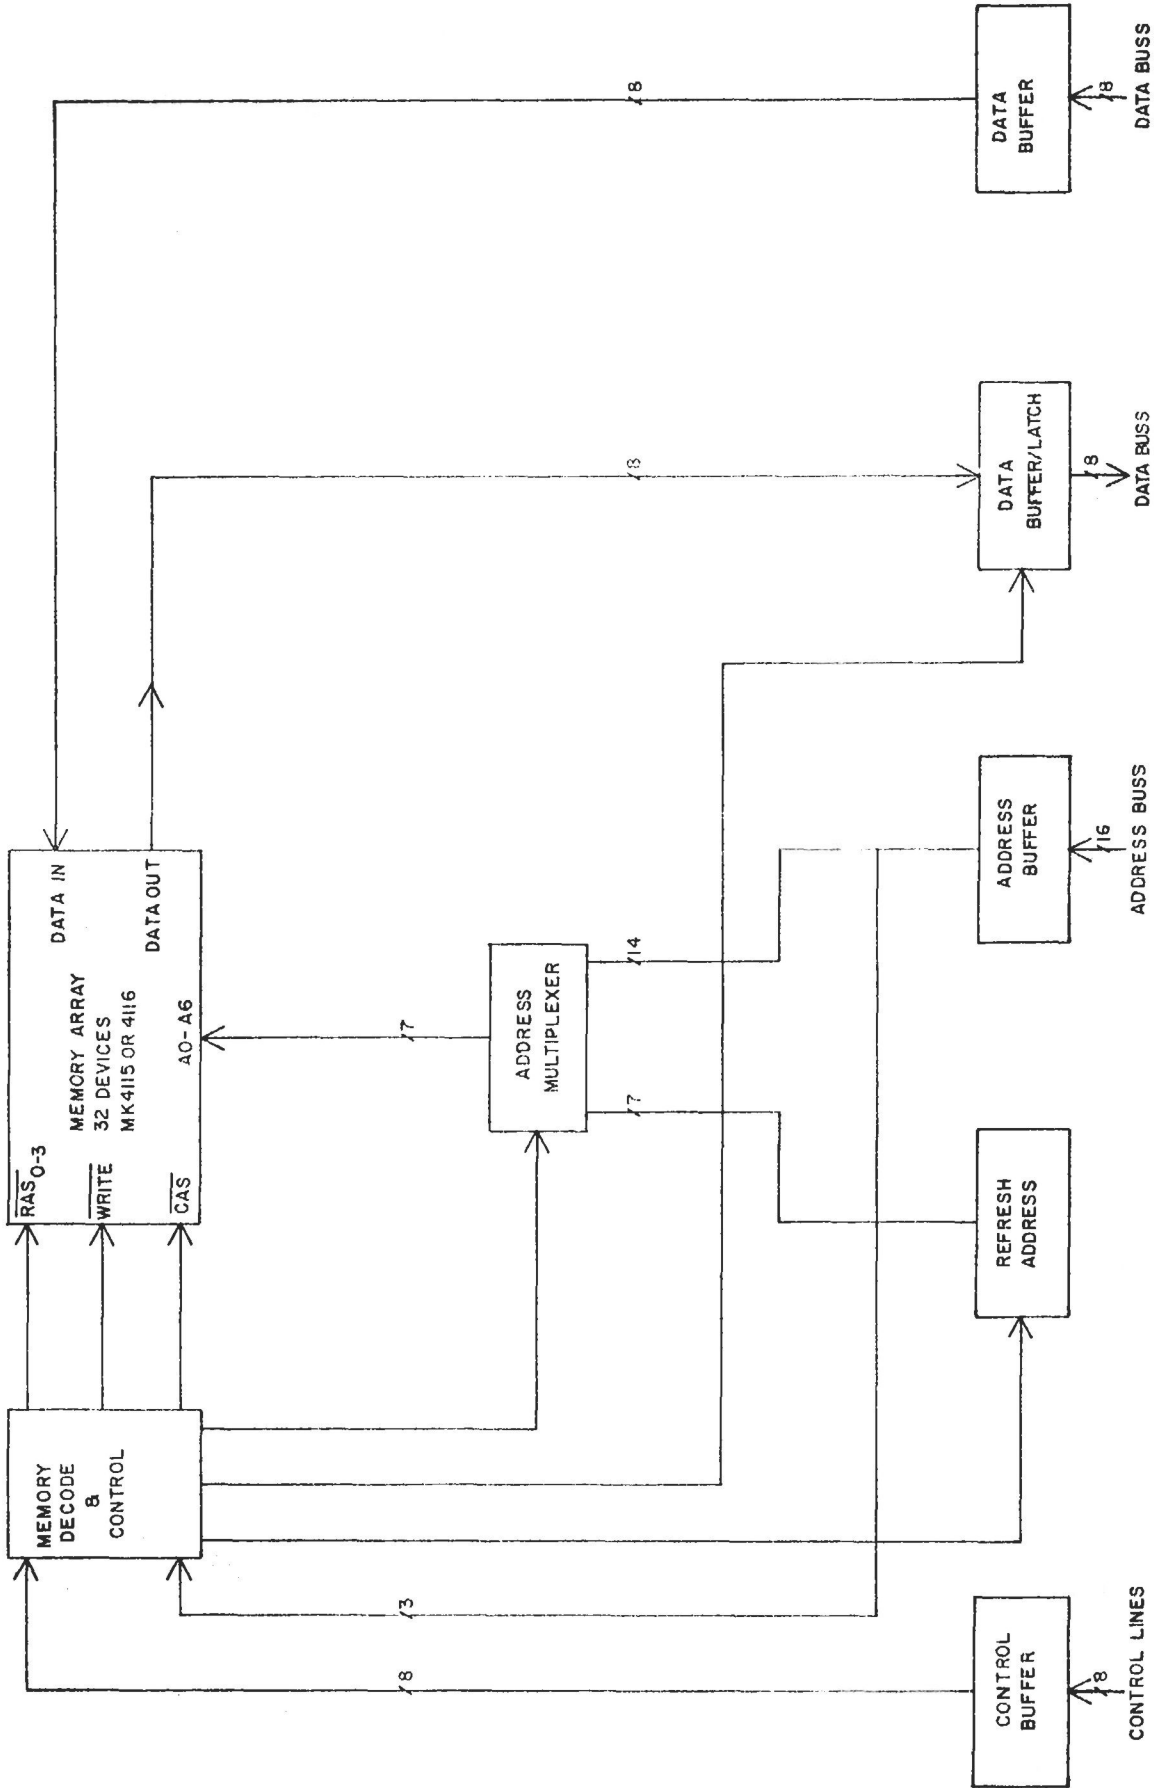 MEMORY
DECODE
&
CONTROL
RAS0-3
WRITE
CAS
MEMORY ARRAY
32 DEVICES
MK4115 OR 4116
A0-A6
DATA IN
DATA OUT
8
3
7
8
8
ADDRESS
MULTIPLEXER
7
14
CONTROL
BUFFER
8
CONTROL LINES
REFRESH
ADDRESS
ADDRESS
BUFFER
16
ADDRESS BUSS
DATA
BUFFER/LATCH
8
DATA BUSS
DATA
BUFFER
8
DATA BUSS